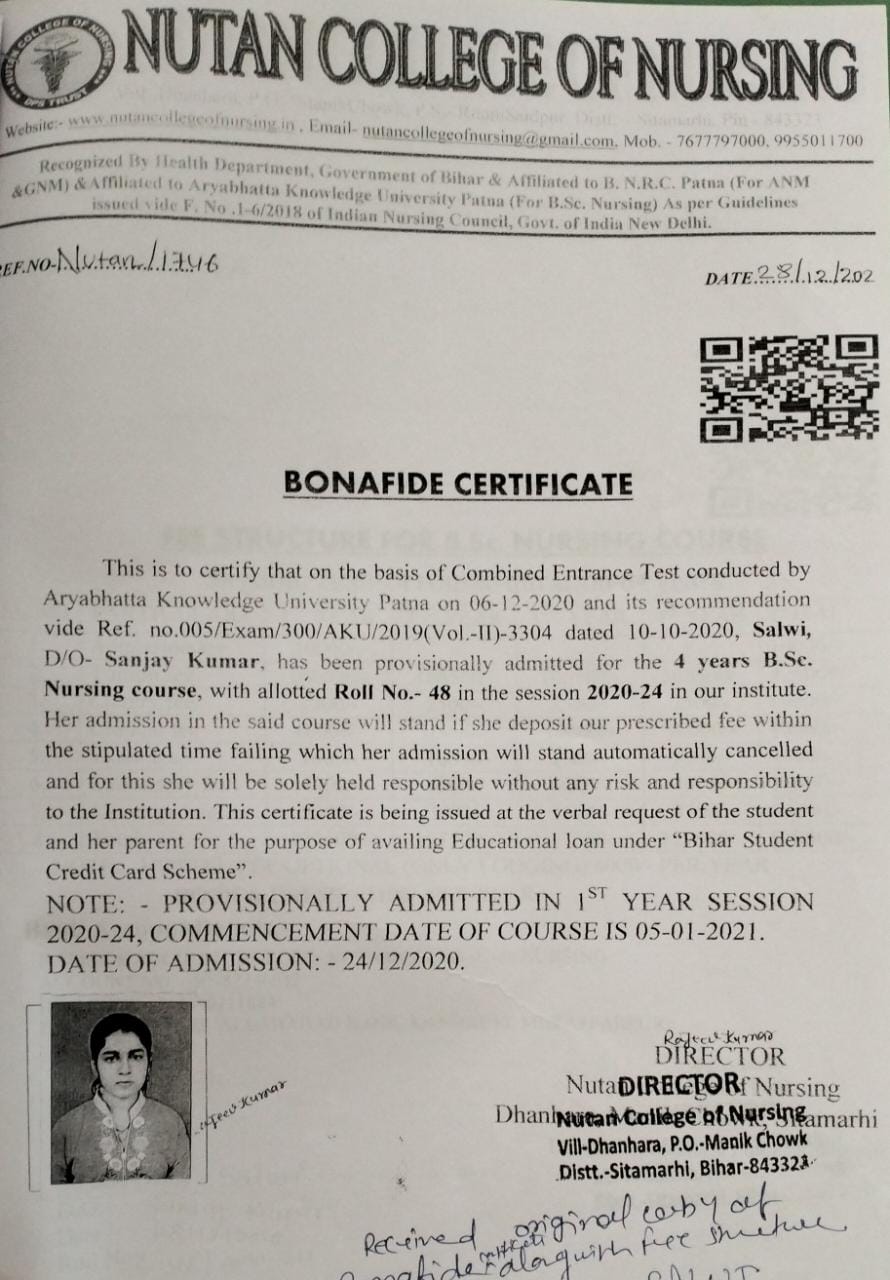 NUTAN COLLEGE OF NURSING
NUTAN COLLEGE OF NURSING
Website:- www.nutancollegeofnursing.in , Email- nutancollegeofnursing@gmail.com, Mob. - 7677797000, 9955011700
Recognized By Health Department, Government of Bihar & Affiliated to B. N.R.C. Patna (For ANM
&GNM) & Affiliated to Aryabhatta Knowledge University Patna (For B.Sc. Nursing) As per Guidelines
issued vide F. No .1-6/2018 of Indian Nursing Council, Govt. of India New Delhi.
EF.NO-Nutan/1346
DATE.28/12/202
BONAFIDE CERTIFICATE
This is to certify that on the basis of Combined Entrance Test conducted by
Aryabhatta Knowledge University Patna on 06-12-2020 and its recommendation
vide Ref. no.005/Exam/300/AKU/2019(Vol.-II)-3304 dated 10-10-2020, Salwi,
D/O- Sanjay Kumar, has been provisionally admitted for the 4 years B.Sc.
Nursing course, with allotted Roll No.- 48 in the session 2020-24 in our institute.
Her admission in the said course will stand if she deposit our prescribed fee within
the stipulated time failing which her admission will stand automatically cancelled
and for this she will be solely held responsible without any risk and responsibility
to the Institution. This certificate is being issued at the verbal request of the student
and her parent for the purpose of availing Educational loan under “Bihar Student
Credit Card Scheme”.
NOTE: - PROVISIONALLY ADMITTED IN 1ST YEAR SESSION
2020-24, COMMENCEMENT DATE OF COURSE IS 05-01-2021.
DATE OF ADMISSION: - 24/12/2020.
Rajeev Kumar
DIRECTOR
Rajeev Kumar
Nutan College of Nursing
DIRECTOR
Dhanhara, Manik Chowk, Sitamarhi
Nutan College of Nursing
Vill-Dhanhara, P.O.-Manik Chowk
Distt.-Sitamarhi, Bihar-843323
Received original copy of
alongwith fee structure